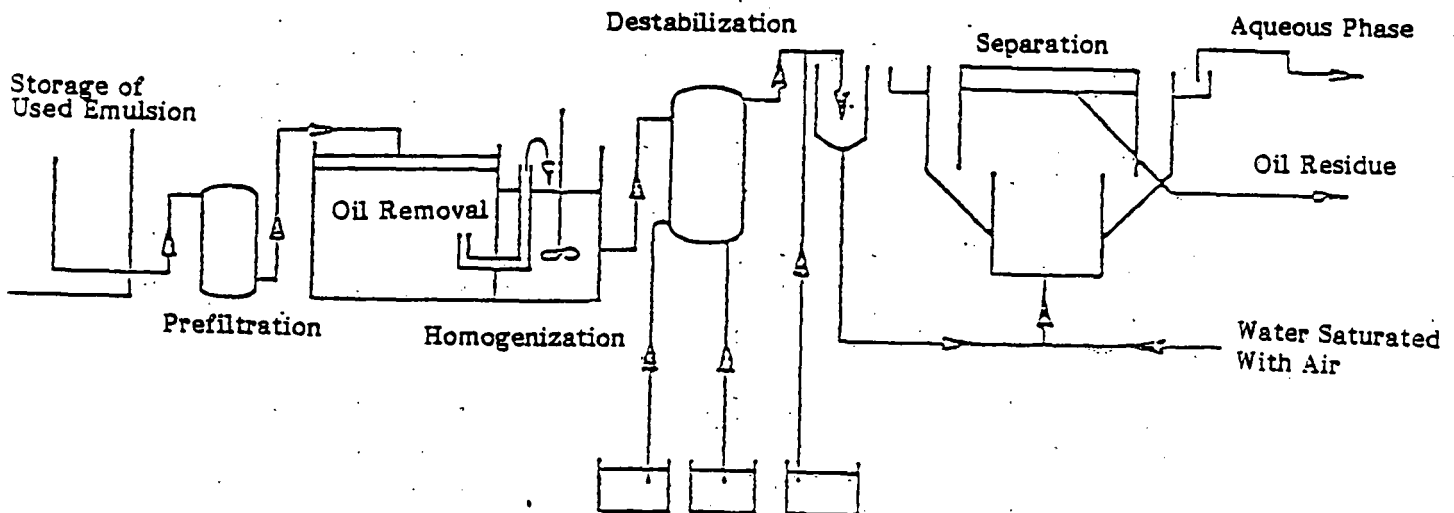 Destabilization
Aqueous Phase
Separation
Storage of
Used Emulsion
Oil Removal
Oil Residue
Prefiltration
Homogenization
Water Saturated
With Air